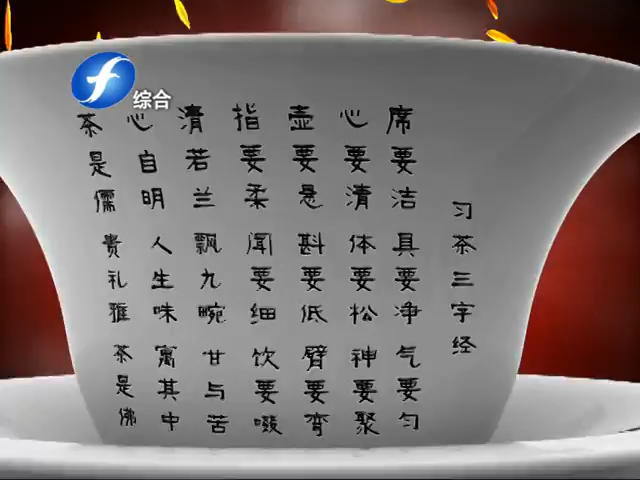 综合
习茶三字经
席要洁 具要净 气要匀
心要清 体要松 神要聚
壶要悬 斟要低 臂要弯
指要柔 闻要细 饮要啜
清若兰 飘九畹 甘与苦
心自明 人生味 寓其中
茶是儒 贵礼雅 茶是佛